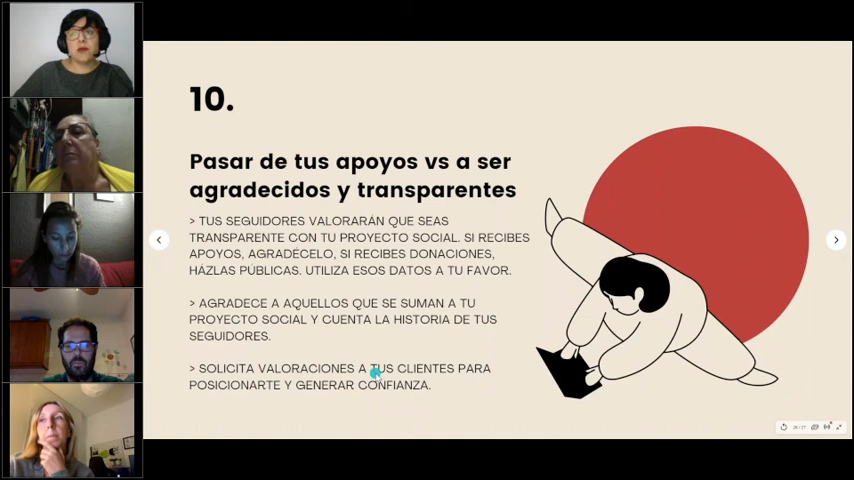 10.
Pasar de tus apoyos vs a ser
agradecidos y transparentes
> TUS SEGUIDORES VALORARÁN QUE SEAS
TRANSPARENTE CON TU PROYECTO SOCIAL. SI RECIBES
APOYOS, AGRADÉCELO, SI RECIBES DONACIONES,
HÁZLAS PÚBLICAS. UTILIZA ESOS DATOS A TU FAVOR.
> AGRADECE A AQUELLOS QUE SE SUMAN A TU
PROYECTO SOCIAL Y CUENTA LA HISTORIA DE TUS
SEGUIDORES.
> SOLICITA VALORACIONES A TUS CLIENTES PARA
POSICIONARTE Y GENERAR CONFIANZA.